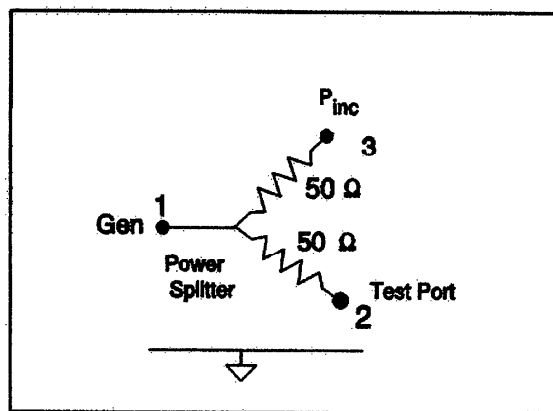 P_inc
3
50 Ω
1
Gen
50 Ω
Power
Splitter
Test Port
2